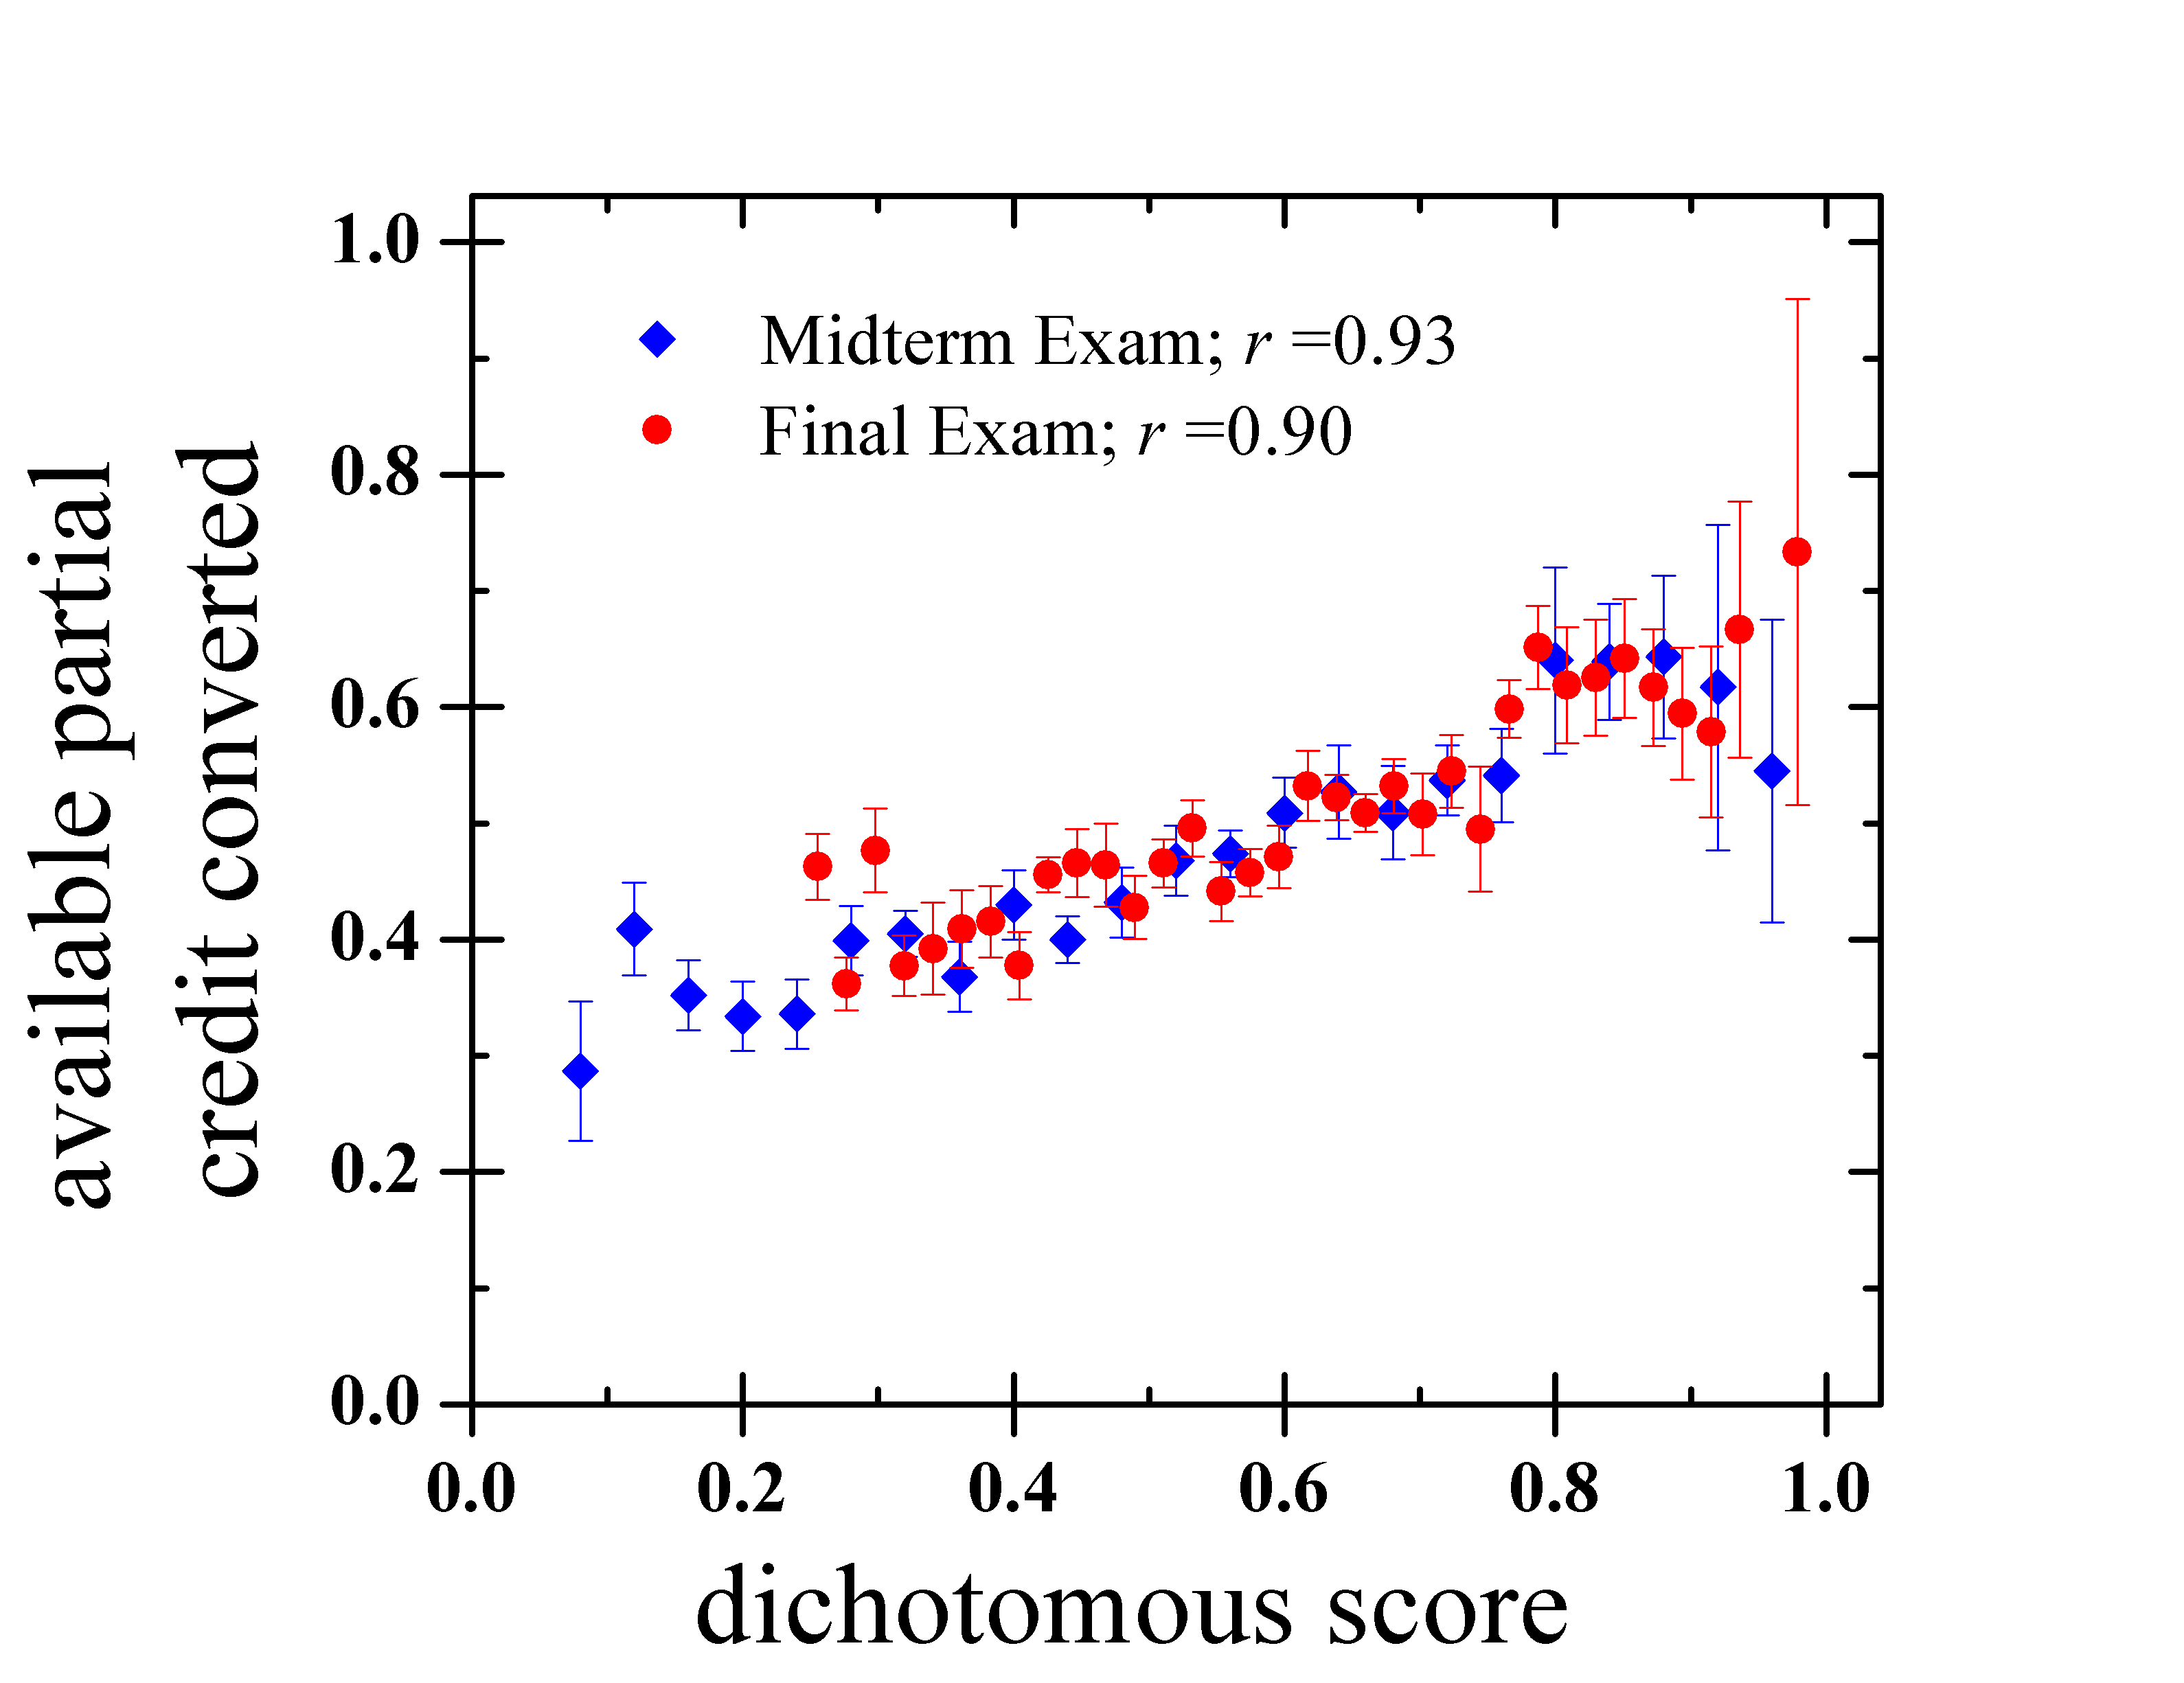 available partial
credit converted
1.0
0.8
0.6
0.4
0.2
0.0
Midterm Exam; r =0.93
Final Exam; r =0.90
0.0 0.2 0.4 0.6 0.8 1.0
dichotomous score